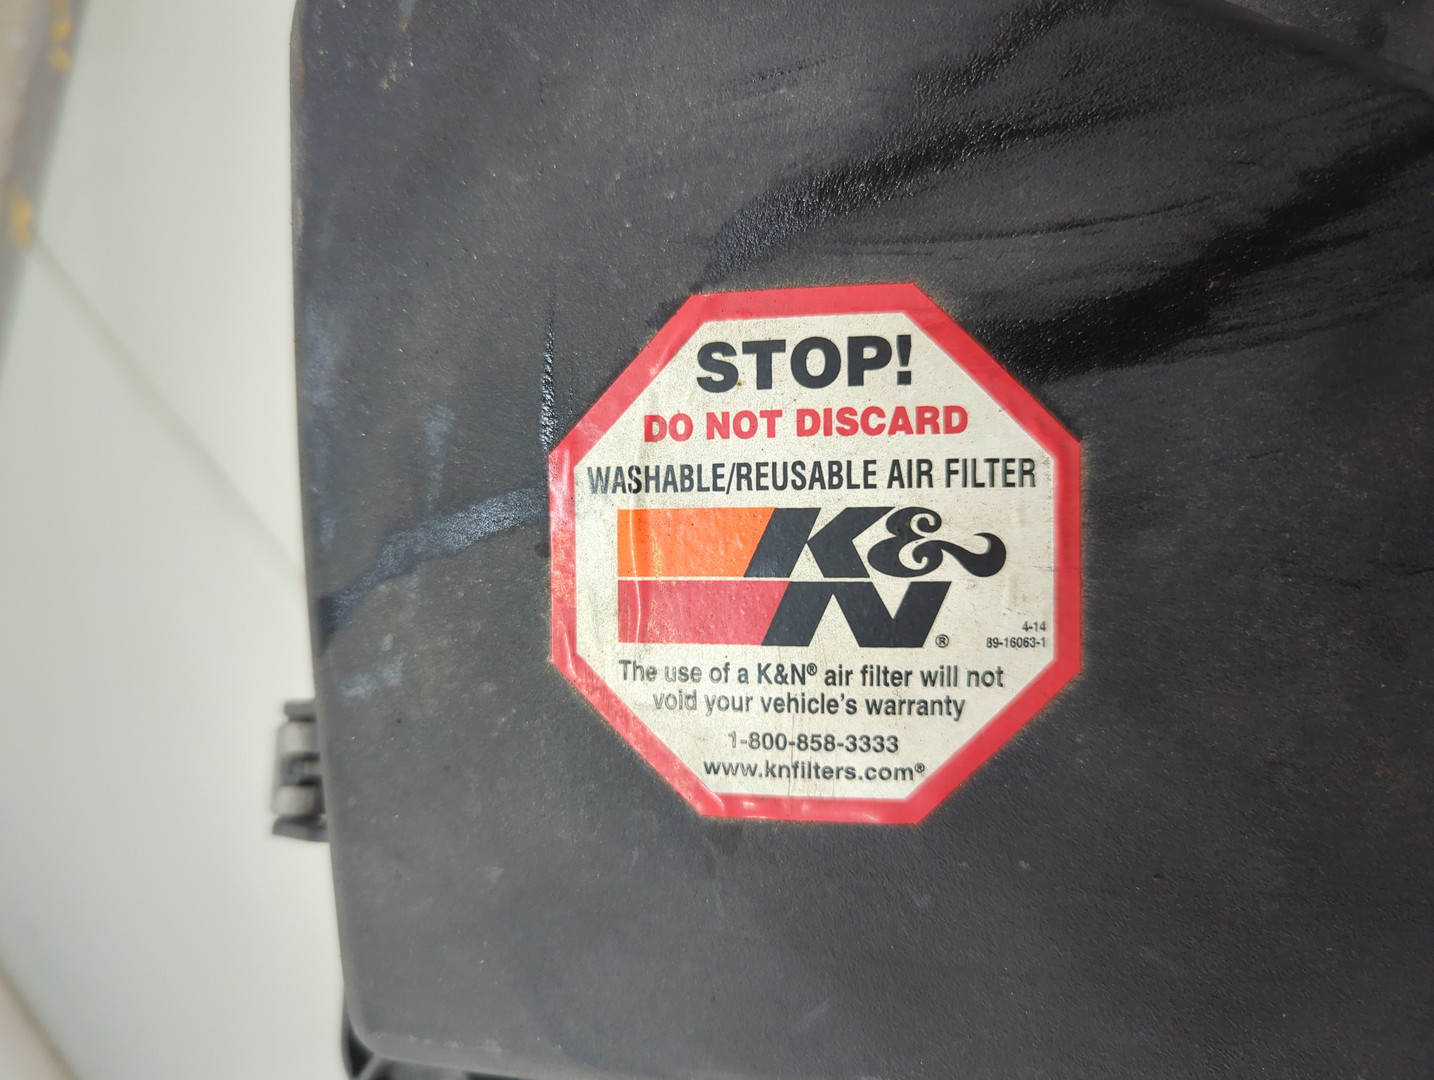 STOP!
DO NOT DISCARD
WASHABLE/REUSABLE AIR FILTER
K&
N®
4-14
89-16063-1
The use of a K&N® air filter will not
void your vehicle's warranty
1-800-858-3333
www.knfilters.com®